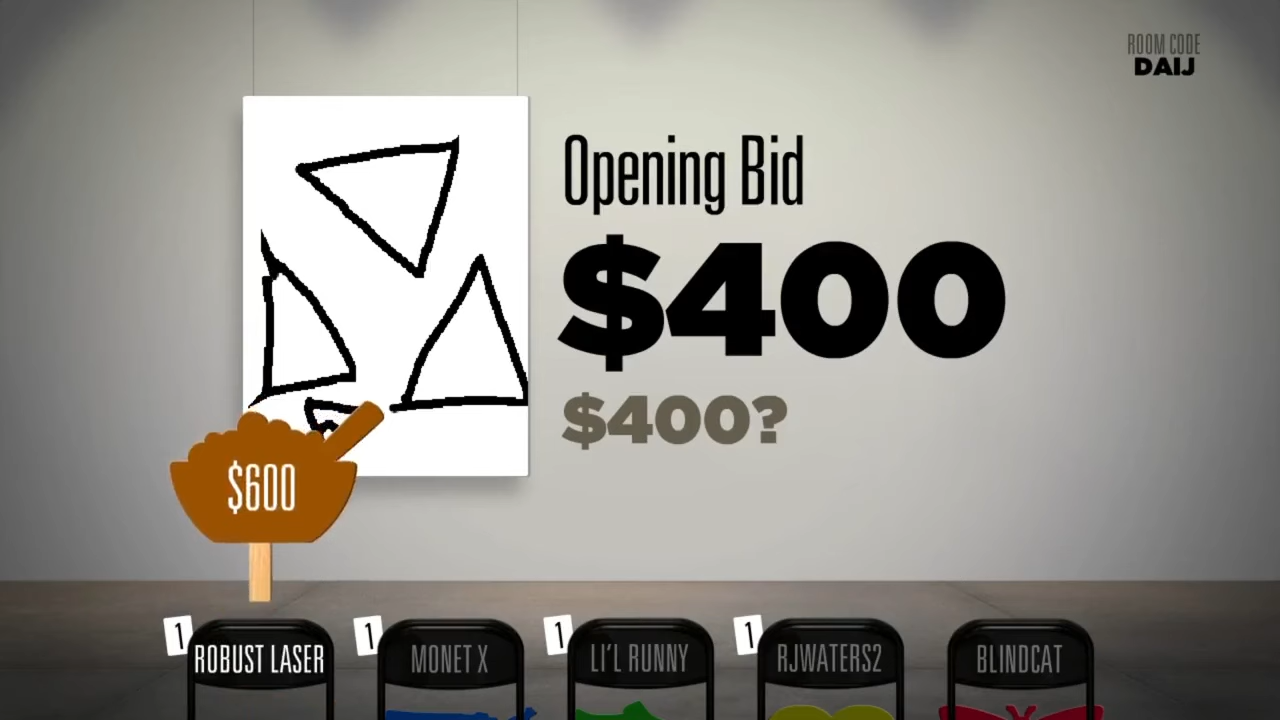 ROOM CODE
DAIJ
Opening Bid
$400
$400?
$600
1 1 1 1
ROBUST LASER MONET X LI'L RUNNY RJWATERS2 BLINDCAT